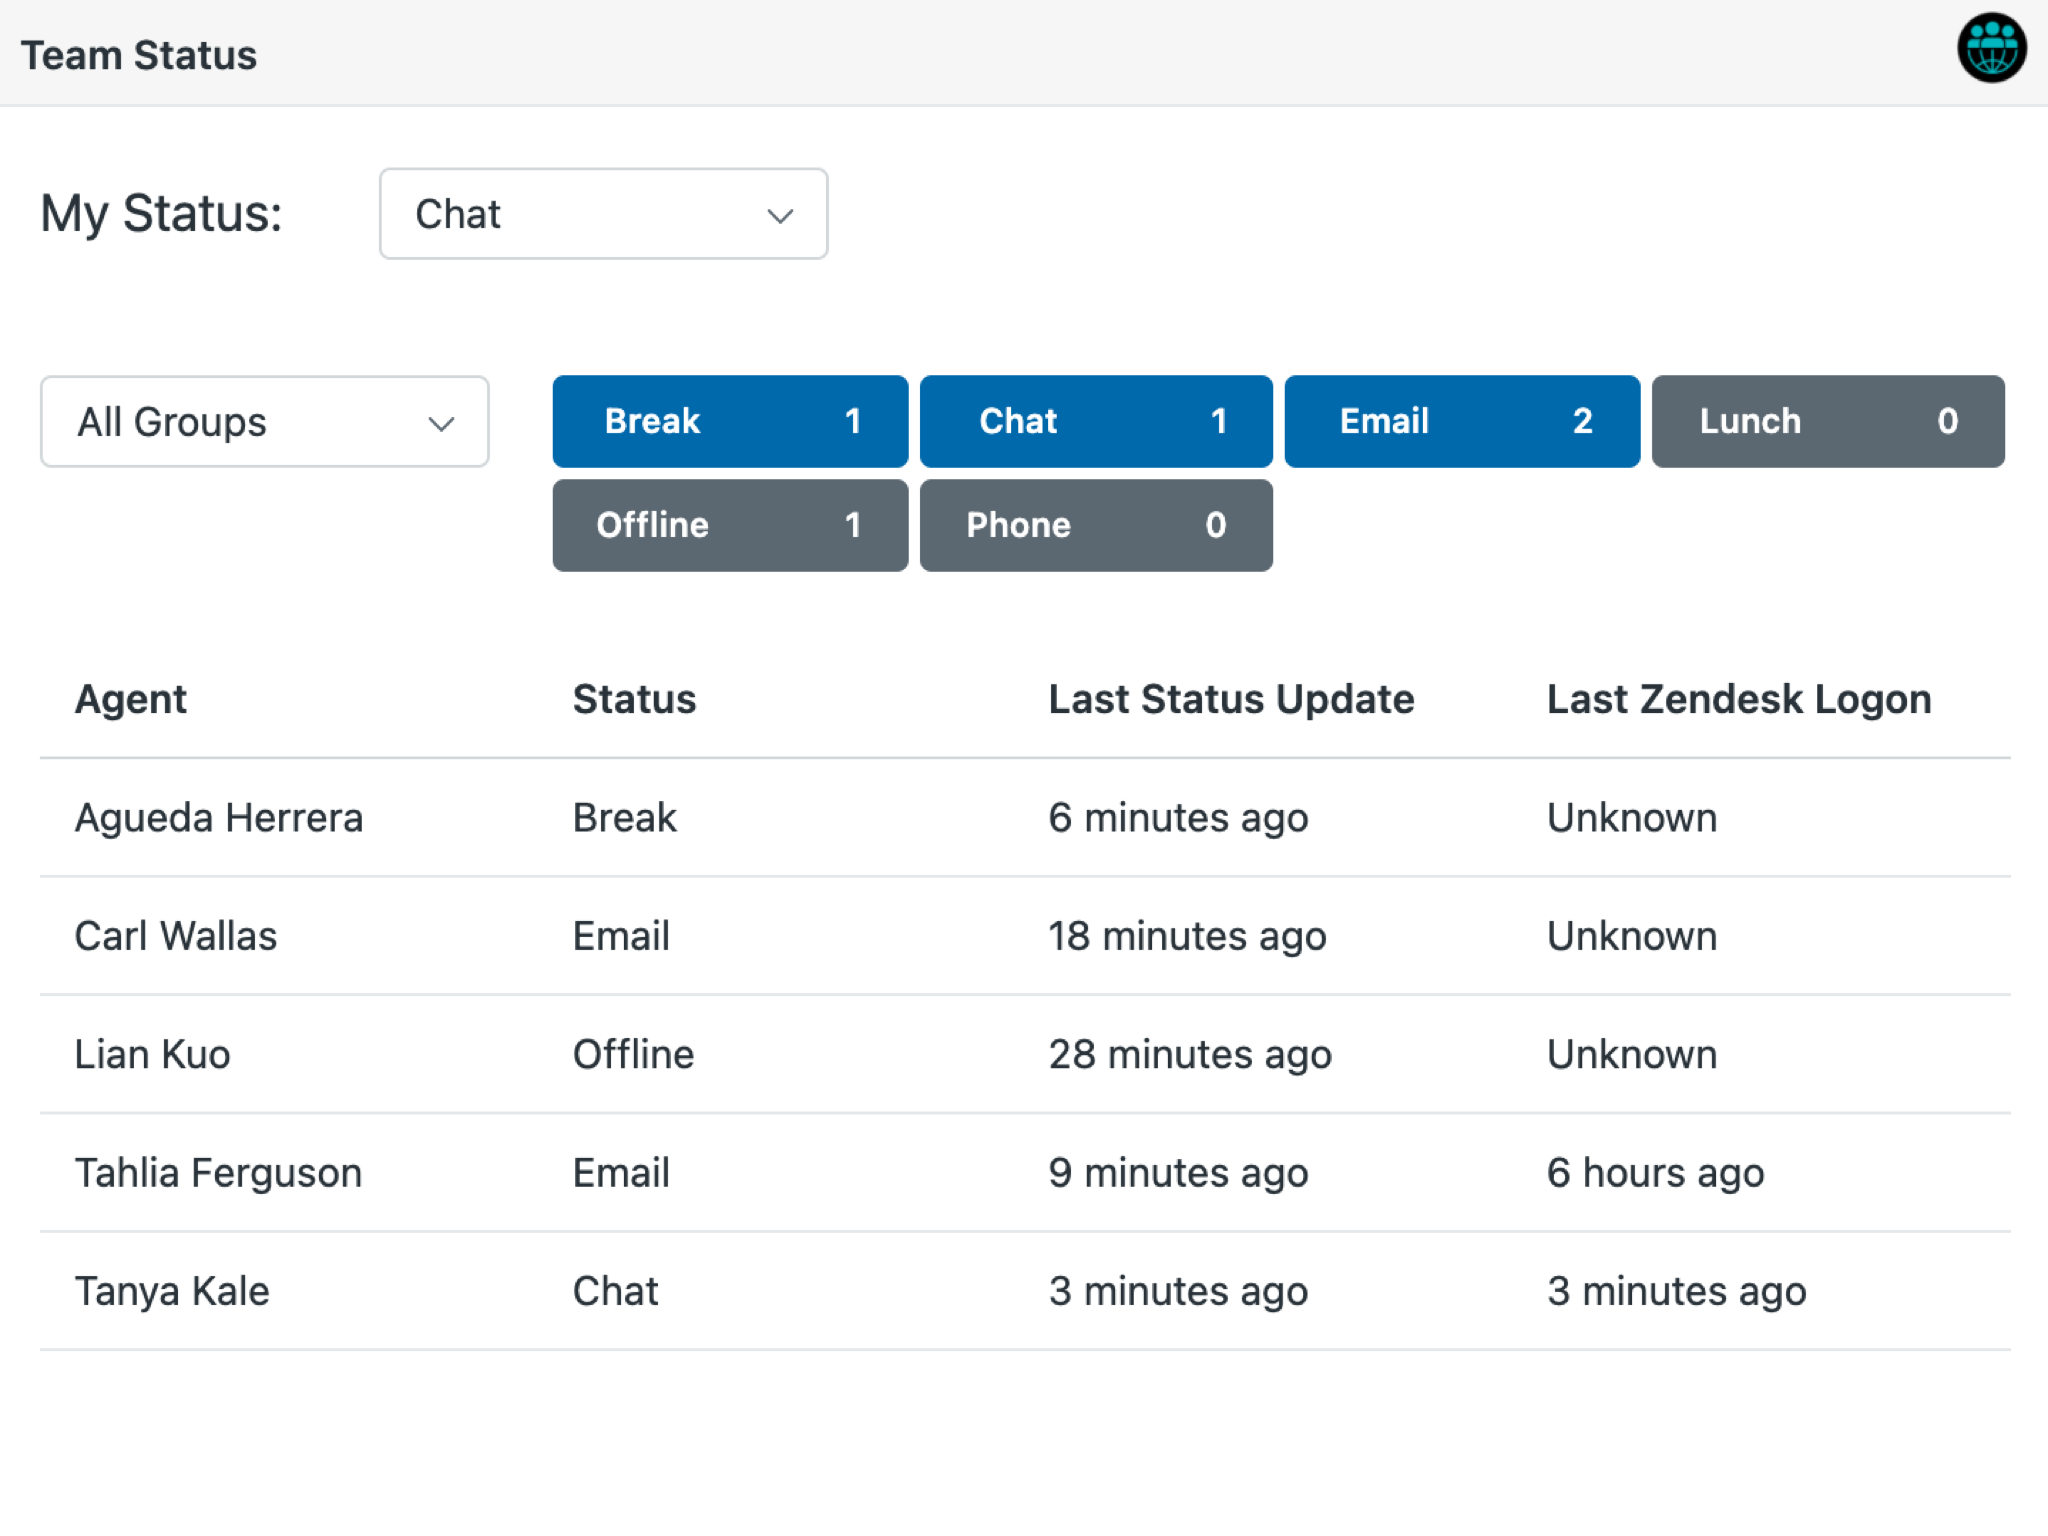 Team Status
My Status: Chat
All Groups Break 1 Chat 1 Email 2 Lunch 0
Offline 1 Phone 0
Agent Status Last Status Update Last Zendesk Logon
Agueda Herrera Break 6 minutes ago Unknown
Carl Wallas Email 18 minutes ago Unknown
Lian Kuo Offline 28 minutes ago Unknown
Tahlia Ferguson Email 9 minutes ago 6 hours ago
Tanya Kale Chat 3 minutes ago 3 minutes ago